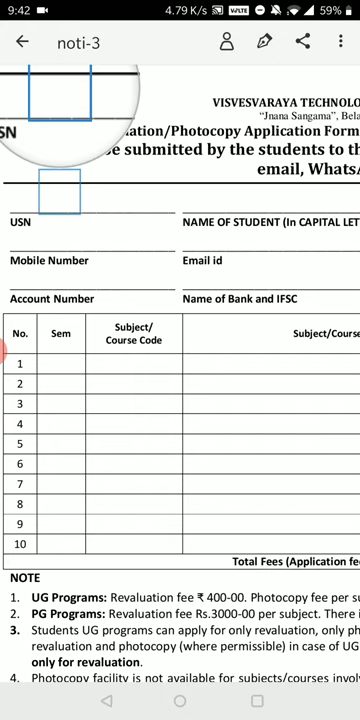 9:42
4.79 K/s VoLTE 59%
noti-3
SN
VISVESVARAYA TECHNOLO
"Jnana Sangama", Bela
ation/Photocopy Application Form
e submitted by the students to th
email, WhatsA
USN NAME OF STUDENT (In CAPITAL LET
Mobile Number Email id
Account Number Name of Bank and IFSC
No. Sem Subject/ Course Code Subject/Course
1
2
3
4
5
6
7
8
9
10
Total Fees (Application fe
NOTE
1. UG Programs: Revaluation fee ₹ 400-00. Photocopy fee per su
2. PG Programs: Revaluation fee Rs.3000-00 per subject. There i
3. Students UG programs can apply for only revaluation, only ph
revaluation and photocopy (where permissible) in case of UG
only for revaluation.
4. Photocopy facility is not available for subjects/courses invol